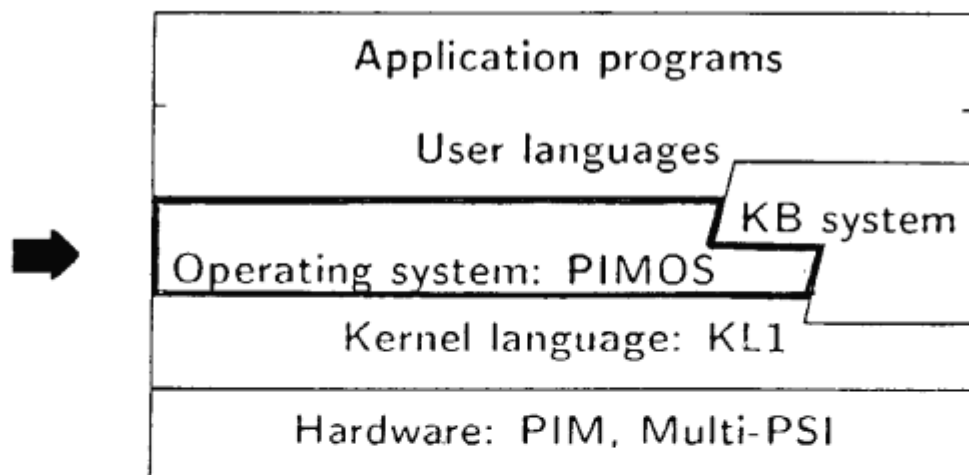 Application programs
User languages
KB system
Operating system: PIMOS
Kernel language: KL1
Hardware: PIM, Multi-PSI